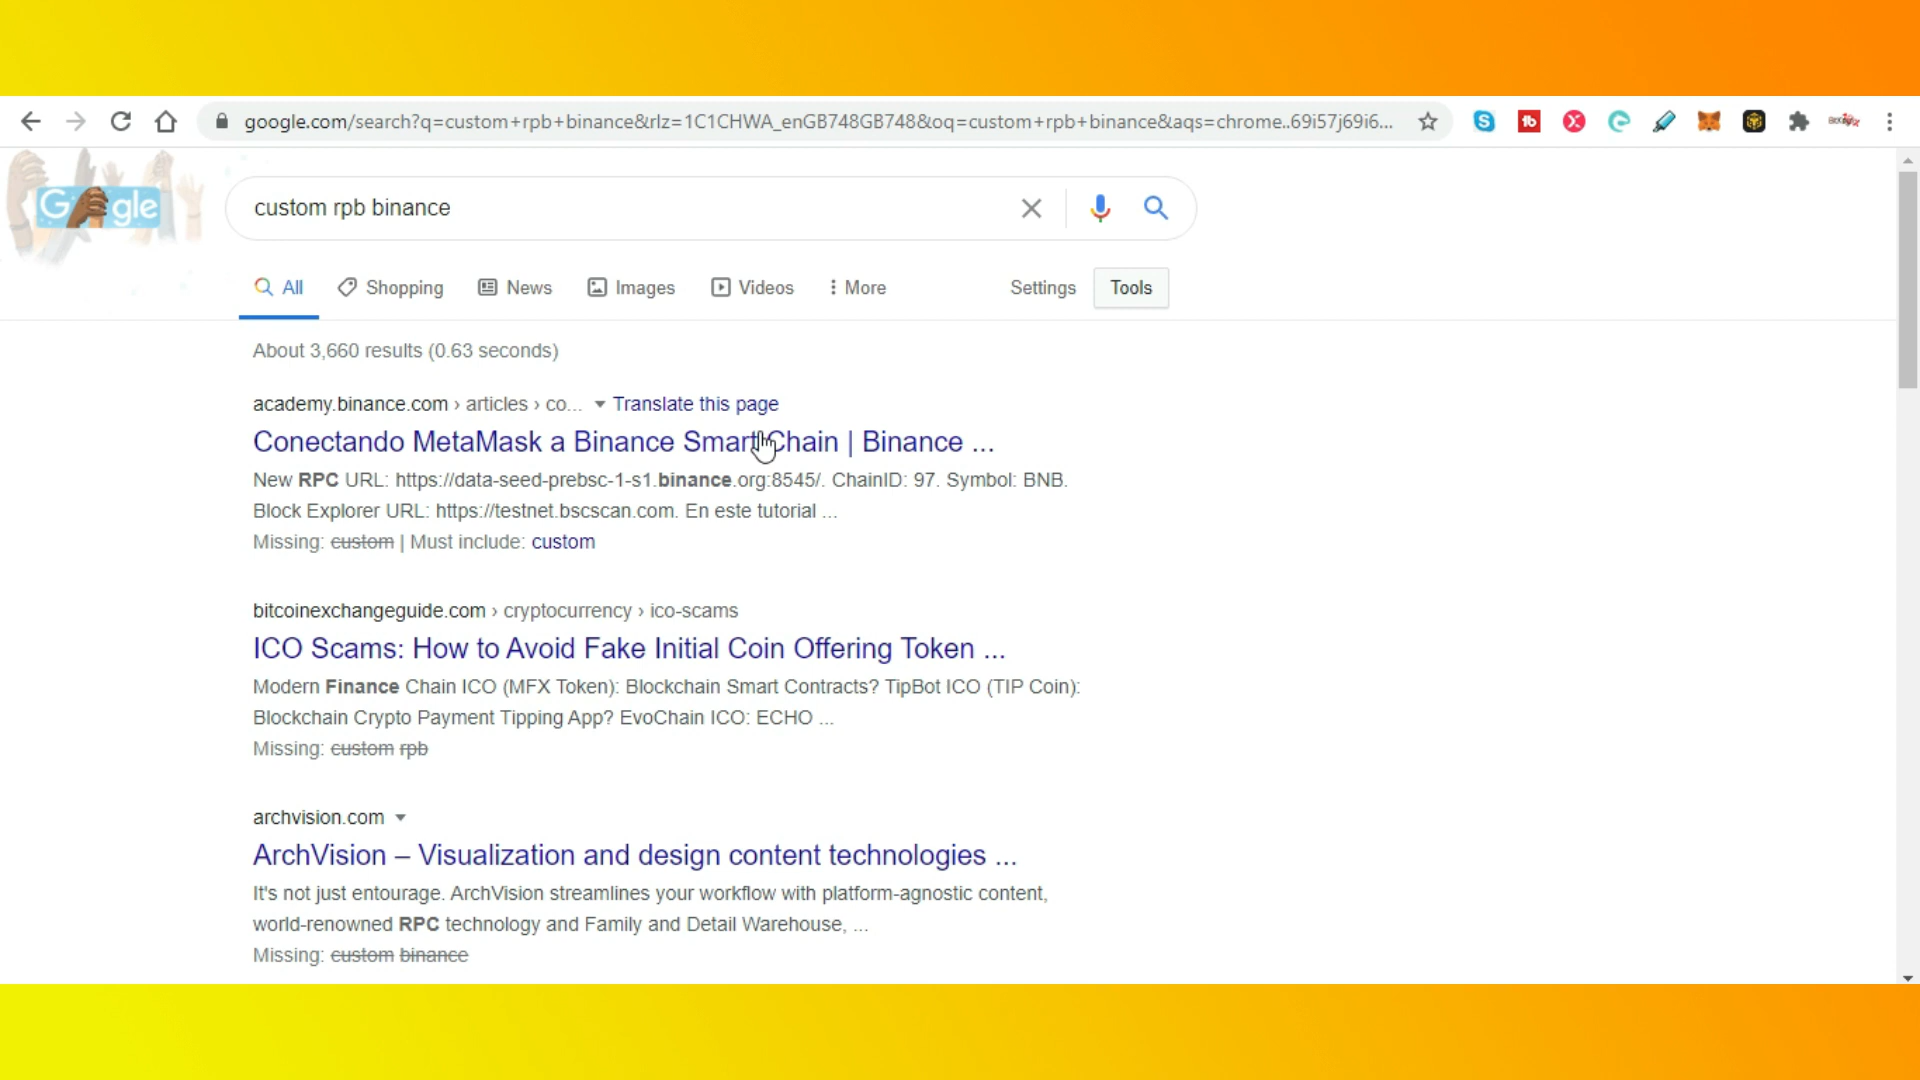 google.com/search?q=custom+rpb+binance&rlz=1C1CHWA_enGB748GB748&oq=custom+rpb+binance&aqs=chrome..69i57j69i6...
Google
custom rpb binance
All Shopping News Images Videos More Settings Tools
About 3,660 results (0.63 seconds)
academy.binance.com › articles › co... Translate this page
Conectando MetaMask a Binance Smart Chain | Binance ...
New RPC URL: https://data-seed-prebsc-1-s1.binance.org:8545/. ChainID: 97. Symbol: BNB.
Block Explorer URL: https://testnet.bscscan.com. En este tutorial ...
Missing: custom | Must include: custom
bitcoinexchangeguide.com › cryptocurrency › ico-scams
ICO Scams: How to Avoid Fake Initial Coin Offering Token ...
Modern Finance Chain ICO (MFX Token): Blockchain Smart Contracts? TipBot ICO (TIP Coin):
Blockchain Crypto Payment Tipping App? EvoChain ICO: ECHO ...
Missing: custom rpb
archvision.com
ArchVision – Visualization and design content technologies ...
It's not just entourage. ArchVision streamlines your workflow with platform-agnostic content,
world-renowned RPC technology and Family and Detail Warehouse, ...
Missing: custom binance